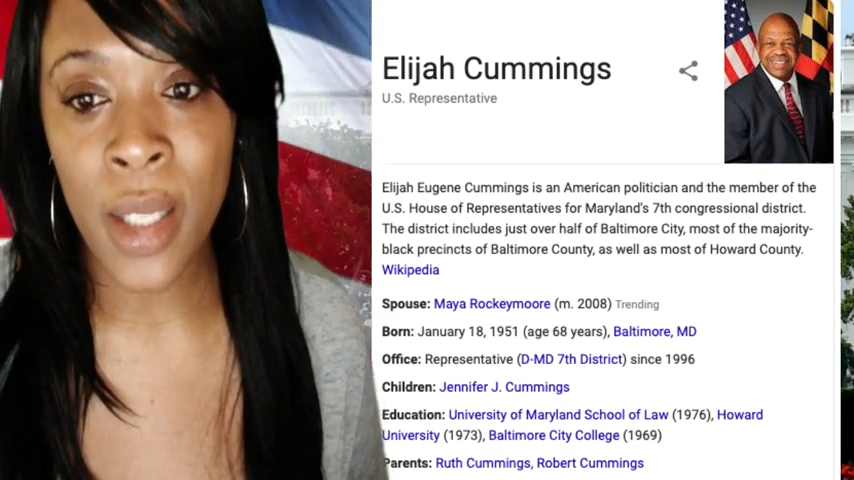 Elijah Cummings
U.S. Representative
Elijah Eugene Cummings is an American politician and the member of the
U.S. House of Representatives for Maryland's 7th congressional district.
The district includes just over half of Baltimore City, most of the majority-
black precincts of Baltimore County, as well as most of Howard County.
Wikipedia
Spouse: Maya Rockeymoore (m. 2008) Trending
Born: January 18, 1951 (age 68 years), Baltimore, MD
Office: Representative (D-MD 7th District) since 1996
Children: Jennifer J. Cummings
Education: University of Maryland School of Law (1976), Howard
University (1973), Baltimore City College (1969)
Parents: Ruth Cummings, Robert Cummings